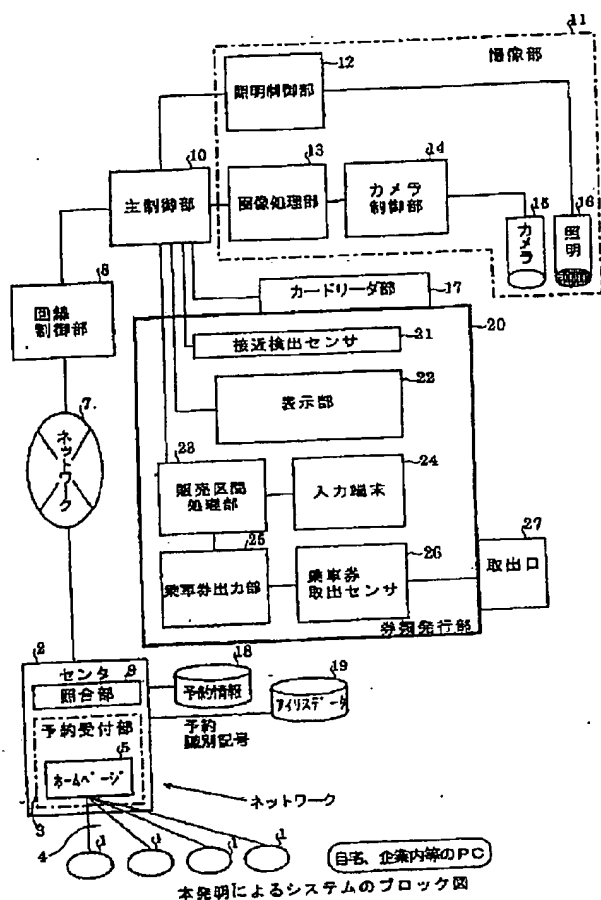 11
撮像部
12
照明制御部
10
主制御部
13
画像処理部
14
カメラ
制御部
15
カメラ
16
照明
8
回線
制御部
カードリーダ部
17
20
接近検出センサ
21
表示部
22
7
ネットワーク
23
販売区間
処理部
24
入力端末
25
乗車券出力部
26
乗車券
取出センサ
27
取出口
券類発行部
2
センタ
9
照合部
18
予約情報
19
アイリスデータ
予約受付部
予約
識別記号
5
ホームページ
3
4
ネットワーク
1
1
1
1
自宅、企業内等のPC
本発明によるシステムのブロック図